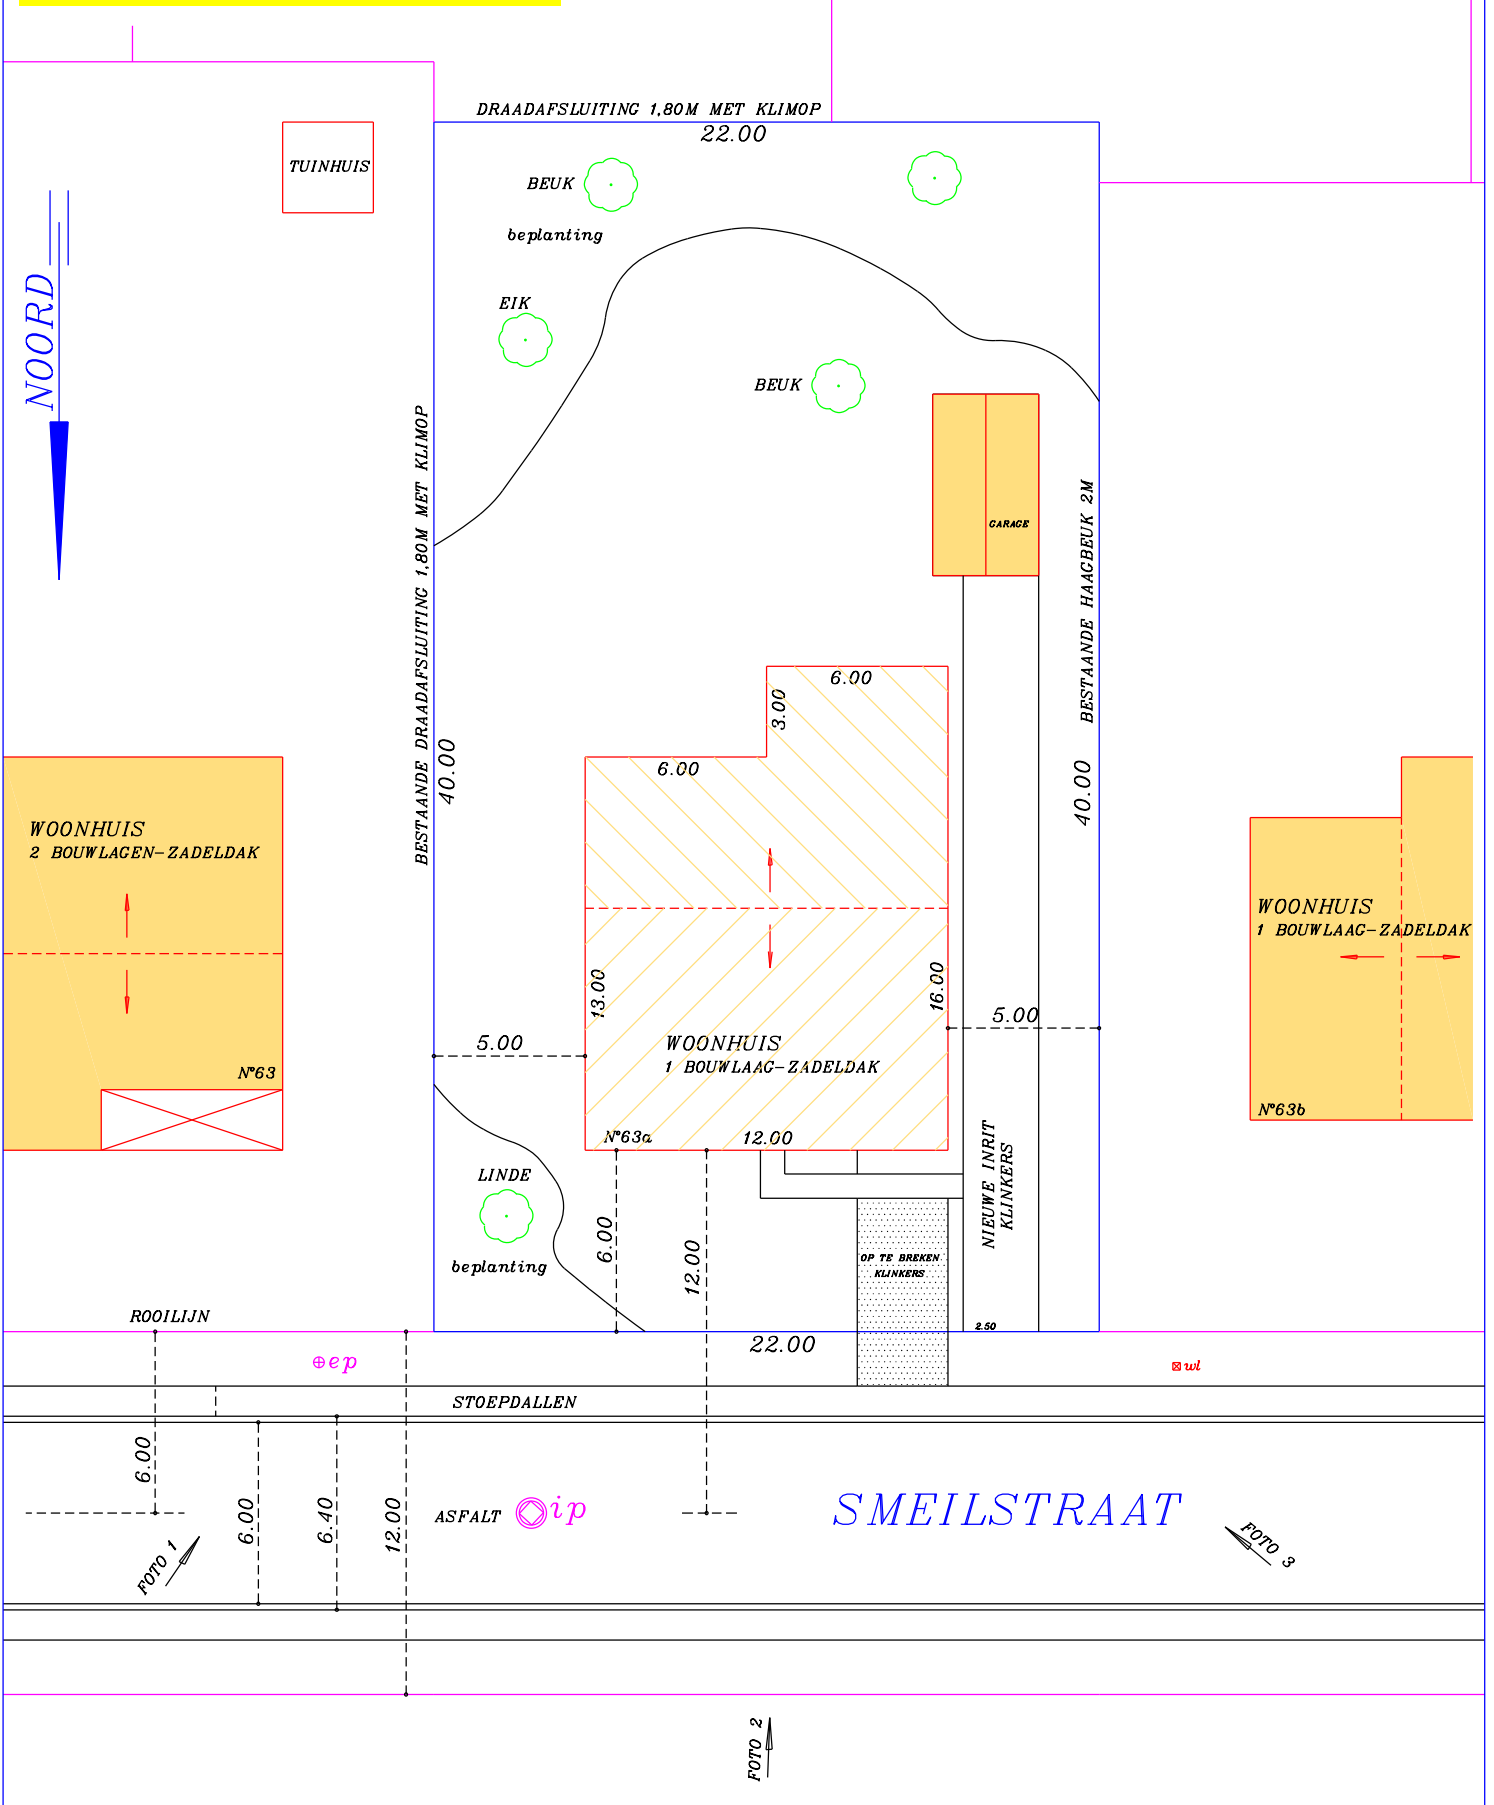 DRAADAFSLUITING 1,80M MET KLIMOP
22.00
TUINHUIS
BEUK
beplanting
NOORD
EIK
BEUK
BESTAANDE DRAADAFSLUITING 1,80M MET KLIMOP
40.00
GARAGE
BESTAANDE HAAGBEUK 2M
40.00
6.00
3.00
6.00
WOONHUIS
2 BOUWLAGEN-ZADELDAK
N°63
WOONHUIS
1 BOUWLAAG-ZADELDAK
N°63b
13.00
16.00
5.00
5.00
WOONHUIS
1 BOUWLAAG-ZADELDAK
N°63a
12.00
LINDE
beplanting
6.00
12.00
NIEUWE INRIT
KLINKERS
OP TE BREKEN
KLINKERS
2.50
ROOILIJN
22.00
ep
wl
STOEPDALLEN
6.00
6.00
6.40
12.00
ASFALT
ip
SMEILSTRAAT
FOTO 1
FOTO 3
FOTO 2